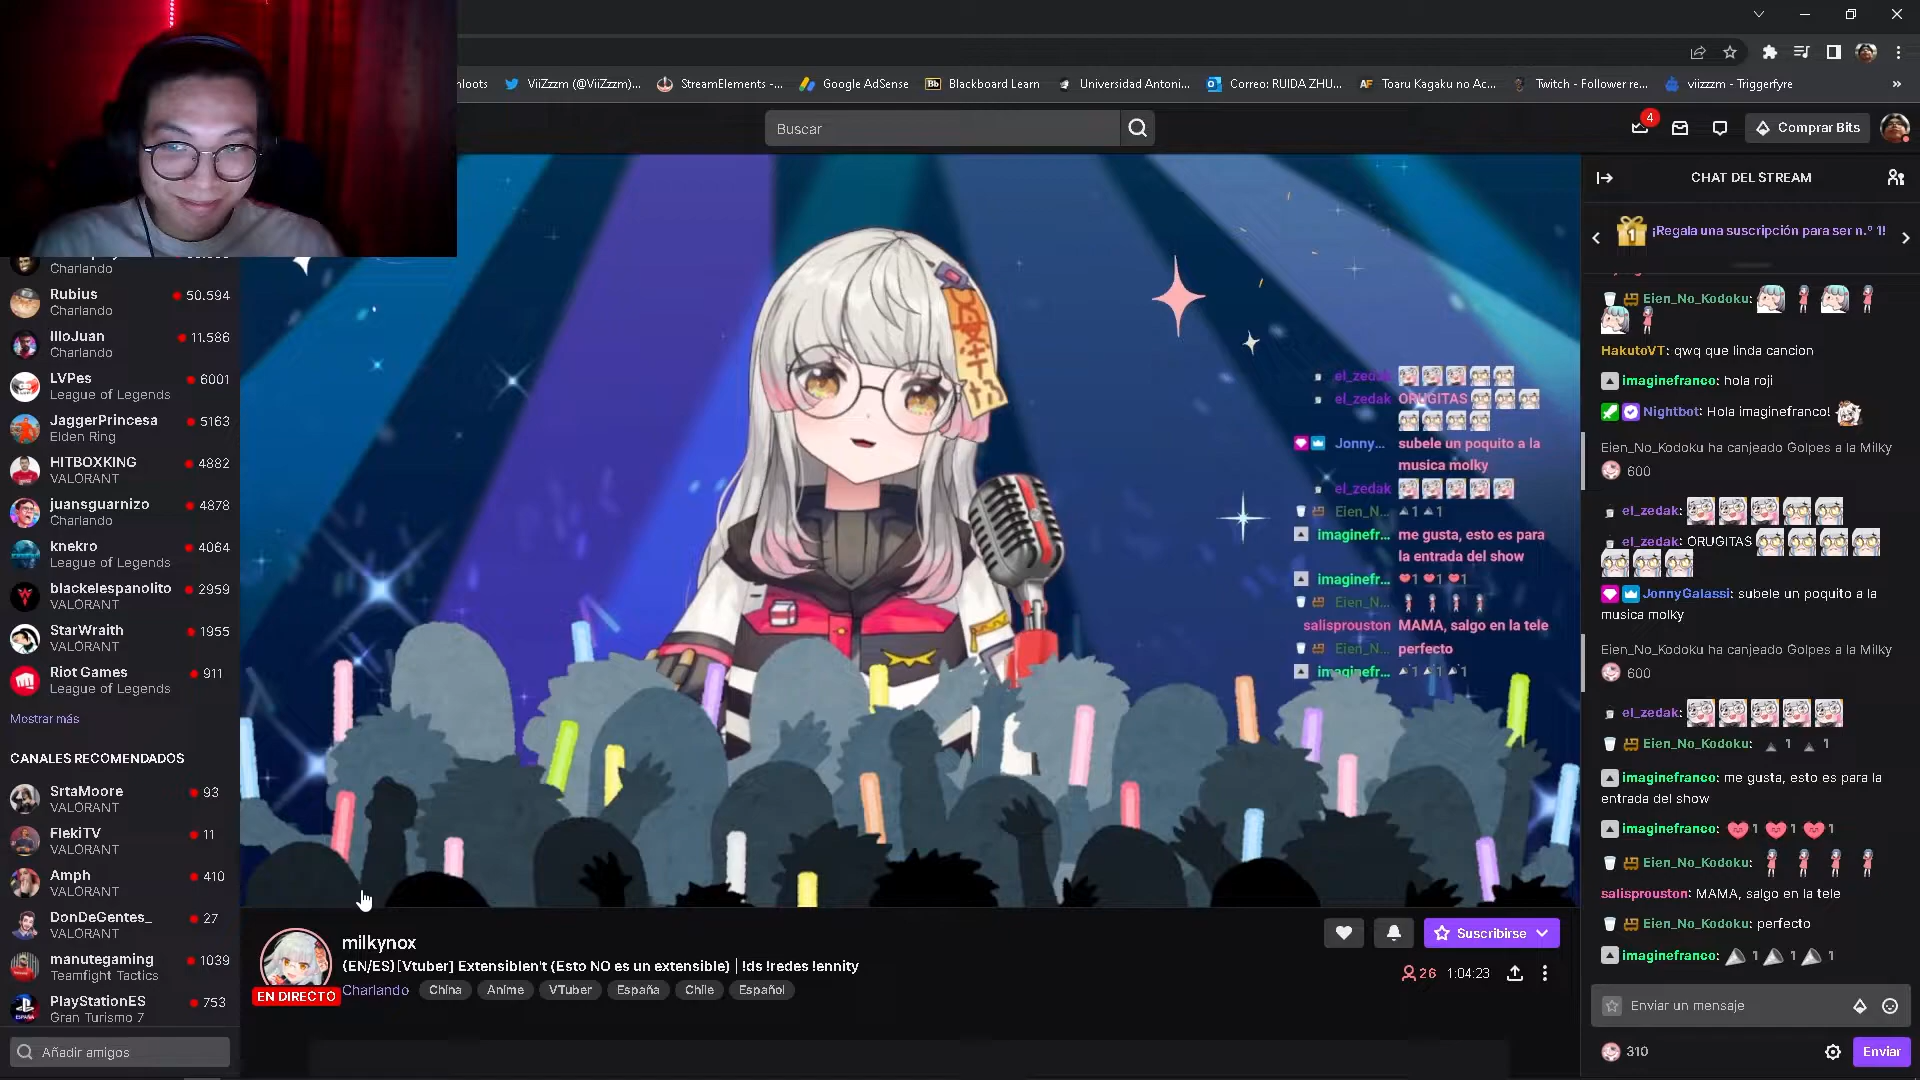 nloots
ViiZzzm (@ViiZzzm)...
StreamElements -...
Google AdSense
Bb
Blackboard Learn
Universidad Antoni...
Correo: RUIDA ZHU...
AF
Toaru Kagaku no Ac...
Twitch - Follower re...
viizzzm - Triggerfyre
»
Buscar
4
Comprar Bits
CHAT DEL STREAM
¡Regala una suscripción para ser n.º 1!
Charlando
Rubius
50.594
Charlando
IlloJuan
11.586
Charlando
LVPes
6001
League of Legends
JaggerPrincesa
5163
Elden Ring
HITBOXKING
4882
VALORANT
juansguarnizo
4878
Charlando
knekro
4064
League of Legends
blackelespanolito
2959
VALORANT
StarWraith
1955
VALORANT
Riot Games
911
League of Legends
Mostrar más
CANALES RECOMENDADOS
SrtaMoore
93
VALORANT
FlekiTV
11
VALORANT
Amph
410
VALORANT
DonDeGentes_
27
VALORANT
manutegaming
1039
Teamfight Tactics
PlayStationES
753
Gran Turismo 7
Añadir amigos
el_zedak
el_zedak ORUGITAS
Jonny... subele un poquito a la
musica molky
el_zedak
Eien_N... 1 1
imaginefr... me gusta, esto es para
la entrada del show
imaginefr... 1 1 1
Eien_N...
salisprouston MAMA, salgo en la tele
Eien_N... perfecto
imaginefr... 1 1 1
milkynox
(EN/ES)[Vtuber] Extensiblen't (Esto NO es un extensible) | !ds !redes !ennity
EN DIRECTO
Charlando
China
Anime
VTuber
España
Chile
Español
Suscribirse
26
1:04:23
Eien_No_Kodoku:
HakutoVT: qwq que linda cancion
imaginefranco: hola roji
Nightbot: Hola imaginefranco!
Eien_No_Kodoku ha canjeado Golpes a la Milky
600
el_zedak:
el_zedak: ORUGITAS
JonnyGalassi: subele un poquito a la
musica molky
Eien_No_Kodoku ha canjeado Golpes a la Milky
600
el_zedak:
Eien_No_Kodoku: 1 1
imaginefranco: me gusta, esto es para la
entrada del show
imaginefranco: 1 1 1
Eien_No_Kodoku:
salisprouston: MAMA, salgo en la tele
Eien_No_Kodoku: perfecto
imaginefranco: 1 1 1
Enviar un mensaje
310
Enviar